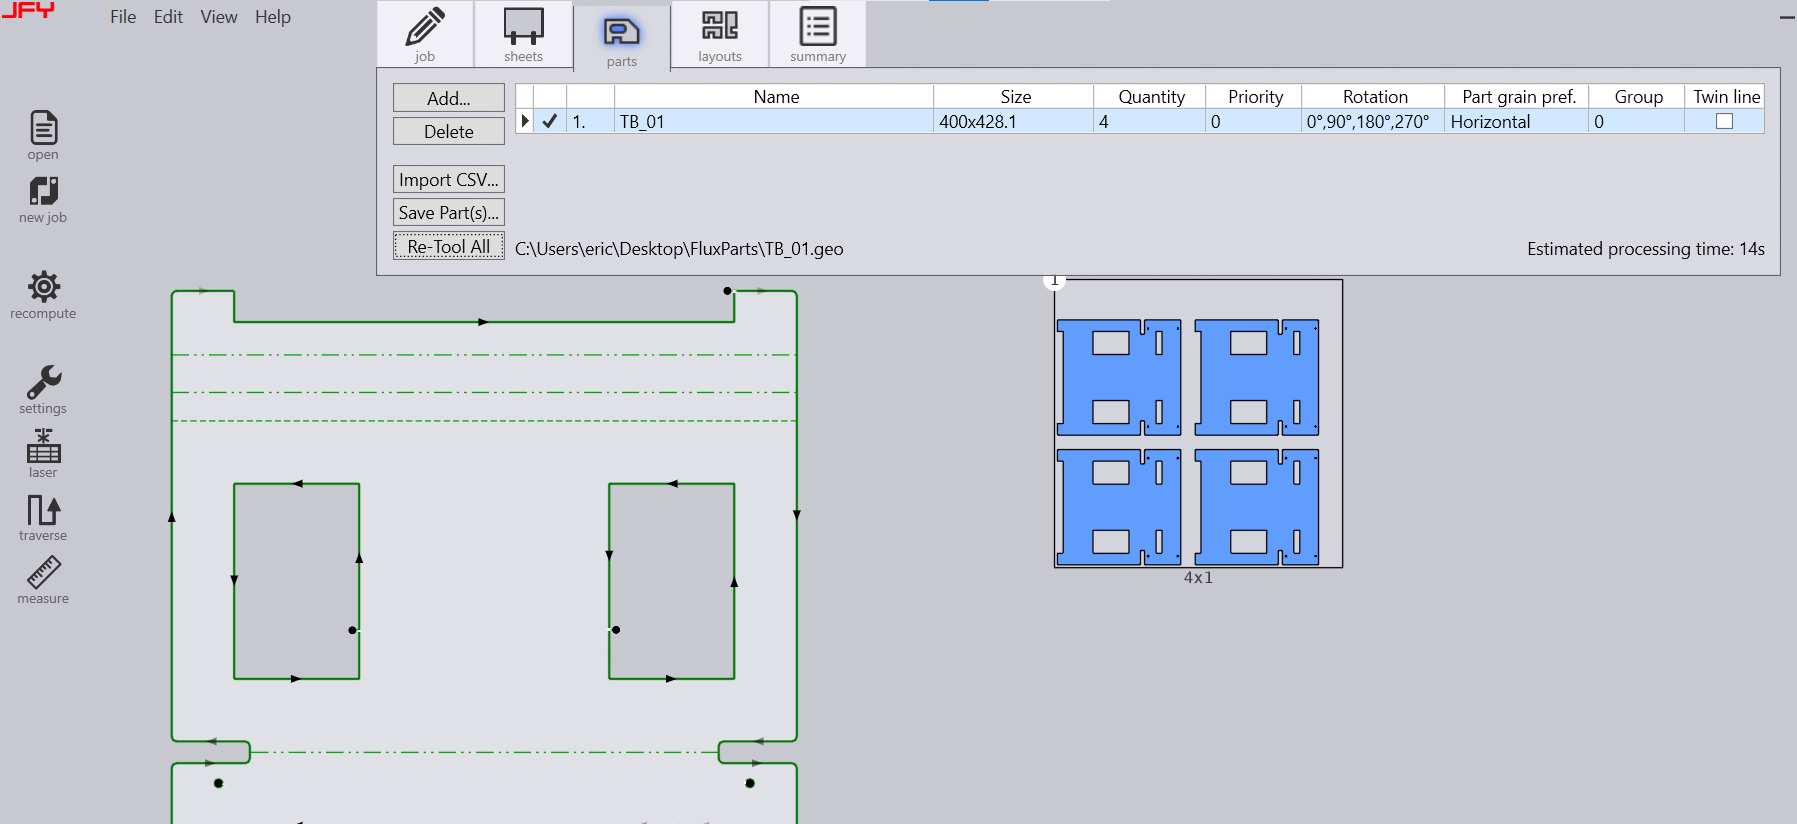 JFY
File Edit View Help
job
sheets
parts
layouts
summary
open
new job
recompute
settings
laser
traverse
measure
Add...
Delete
Import CSV...
Save Part(s)...
Re-Tool All
Name Size Quantity Priority Rotation Part grain pref. Group Twin line
1. TB_01 400x428.1 4 0 0°,90°,180°,270° Horizontal 0
C:\Users\eric\Desktop\FluxParts\TB_01.geo
Estimated processing time: 14s
1
4x1